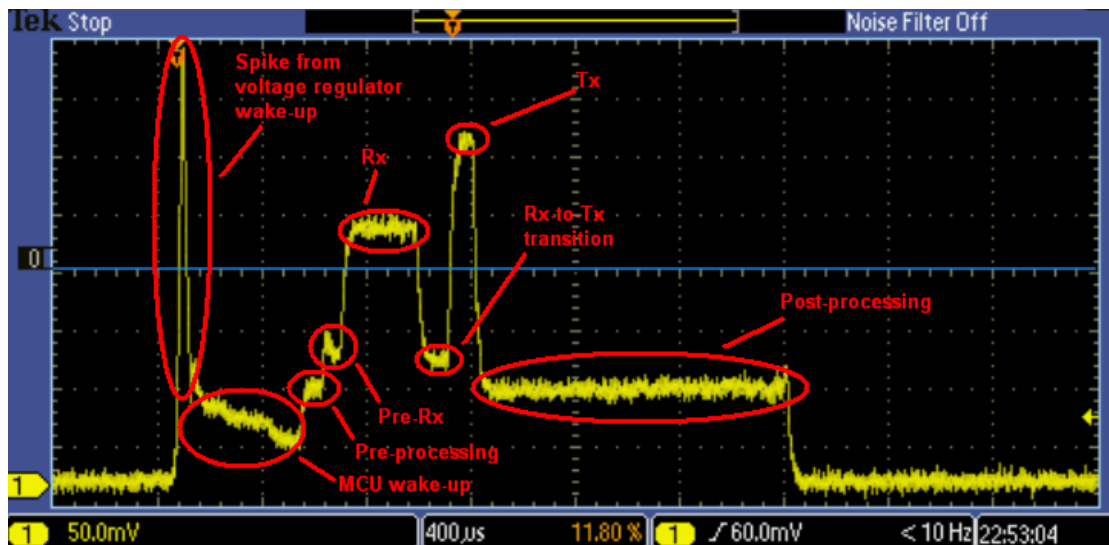 Tek Stop
Noise Filter Off
Spike from
voltage regulator
wake-up
Tx
Rx
Rx-to-Tx
transition
0
Post-processing
Pre-Rx
Pre-processing
MCU wake-up
1
1 50.0mV 400µs 11.80 % 1 60.0mV < 10 Hz 22:53:04